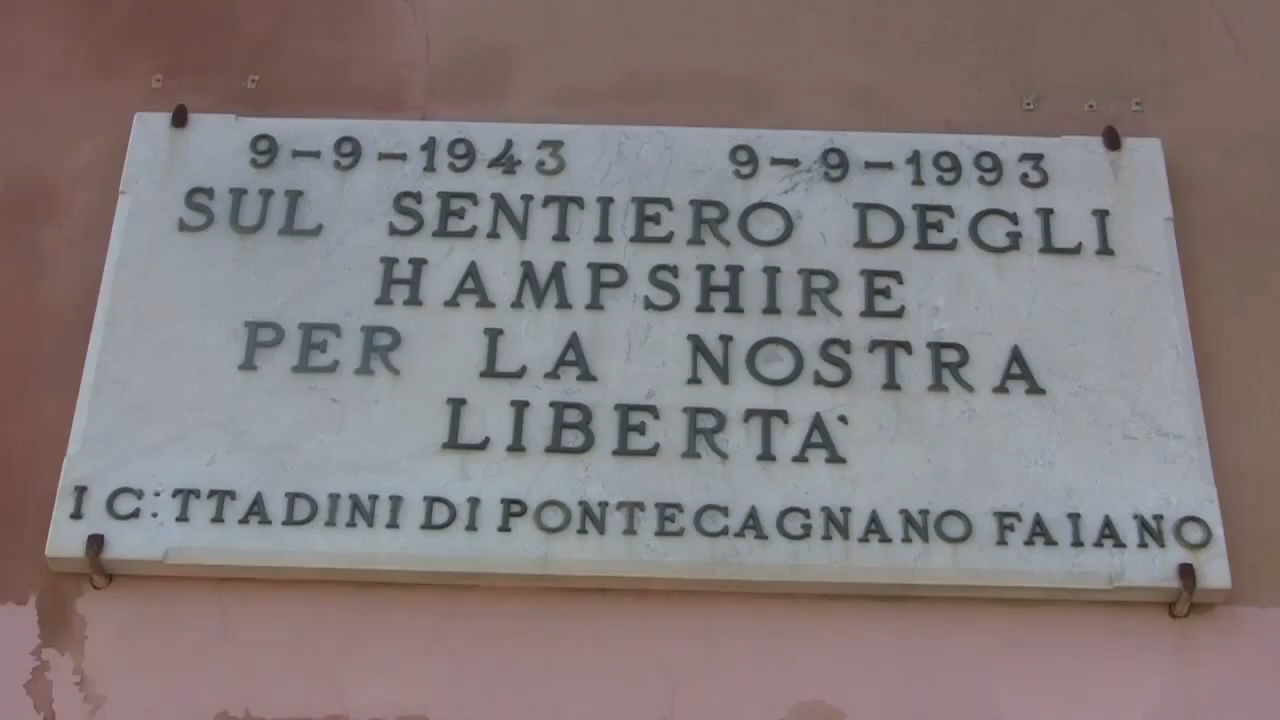 9-9-1943 9-9-1993
SUL SENTIERO DEGLI
HAMPSHIRE
PER LA NOSTRA
LIBERTA'
I C:TTADINI DI PONTECAGNANO FAIANO